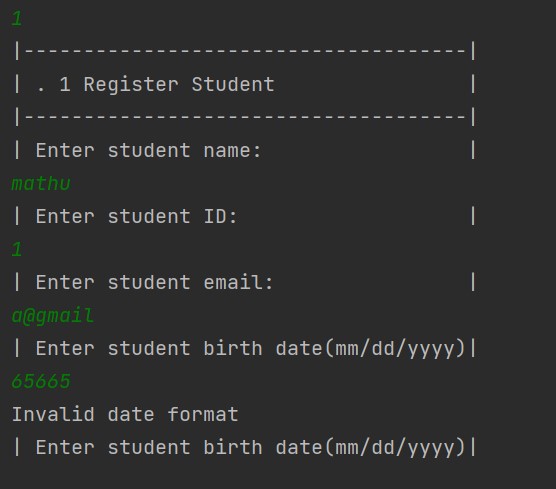 1
|-------------------------------------|
| . 1 Register Student                |
|-------------------------------------|
| Enter student name:                 |
mathu
| Enter student ID:                   |
1
| Enter student email:                |
a@gmail
| Enter student birth date(mm/dd/yyyy)|
65665
Invalid date format
| Enter student birth date(mm/dd/yyyy)|